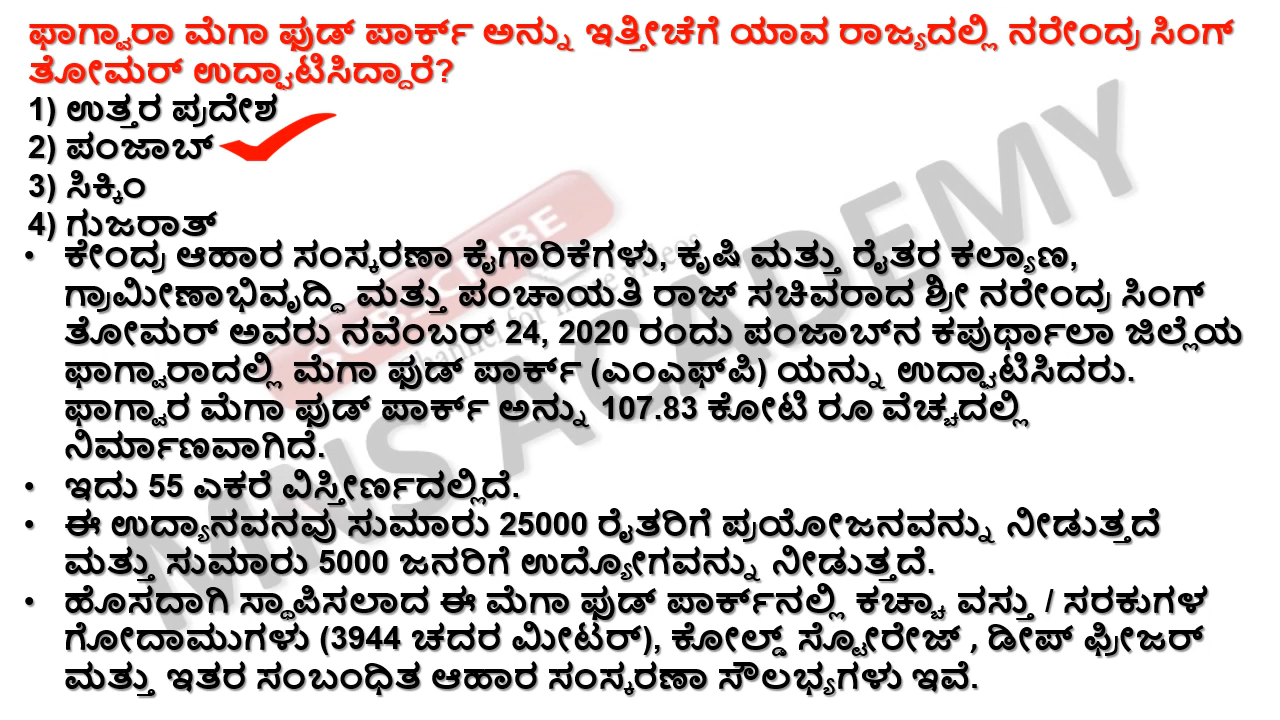 ಫಾಗ್ವಾರಾ ಮೆಗಾ ಫುಡ್ ಪಾರ್ಕ್ ಅನ್ನು ಇತ್ತೀಚೆಗೆ ಯಾವ ರಾಜ್ಯದಲ್ಲಿ ನರೇಂದ್ರ ಸಿಂಗ್
ತೋಮರ್ ಉದ್ಘಾಟಿಸಿದ್ದಾರೆ?
1) ಉತ್ತರ ಪ್ರದೇಶ
2) ಪಂಜಾಬ್
3) ಸಿಕ್ಕಿಂ
4) ಗುಜರಾತ್
• ಕೇಂದ್ರ ಆಹಾರ ಸಂಸ್ಕರಣಾ ಕೈಗಾರಿಕೆಗಳು, ಕೃಷಿ ಮತ್ತು ರೈತರ ಕಲ್ಯಾಣ,
ಗ್ರಾಮೀಣಾಭಿವೃದ್ಧಿ ಮತ್ತು ಪಂಚಾಯತಿ ರಾಜ್ ಸಚಿವರಾದ ಶ್ರೀ ನರೇಂದ್ರ ಸಿಂಗ್
ತೋಮರ್ ಅವರು ನವೆಂಬರ್ 24, 2020 ರಂದು ಪಂಜಾಬ್‌ನ ಕಪುರ್ಥಾಲಾ ಜಿಲ್ಲೆಯ
ಫಾಗ್ವಾರಾದಲ್ಲಿ ಮೆಗಾ ಫುಡ್ ಪಾರ್ಕ್ (ಎಂಎಫ್‌ಪಿ) ಯನ್ನು ಉದ್ಘಾಟಿಸಿದರು.
ಫಾಗ್ವಾರ ಮೆಗಾ ಫುಡ್ ಪಾರ್ಕ್ ಅನ್ನು 107.83 ಕೋಟಿ ರೂ ವೆಚ್ಚದಲ್ಲಿ
ನಿರ್ಮಾಣವಾಗಿದೆ.
• ಇದು 55 ಎಕರೆ ವಿಸ್ತೀರ್ಣದಲ್ಲಿದೆ.
• ಈ ಉದ್ಯಾನವನವು ಸುಮಾರು 25000 ರೈತರಿಗೆ ಪ್ರಯೋಜನವನ್ನು ನೀಡುತ್ತದೆ
ಮತ್ತು ಸುಮಾರು 5000 ಜನರಿಗೆ ಉದ್ಯೋಗವನ್ನು ನೀಡುತ್ತದೆ.
• ಹೊಸದಾಗಿ ಸ್ಥಾಪಿಸಲಾದ ಈ ಮೆಗಾ ಫುಡ್ ಪಾರ್ಕ್‌ನಲ್ಲಿ ಕಚ್ಚಾ ವಸ್ತು / ಸರಕುಗಳ
ಗೋದಾಮುಗಳು (3944 ಚದರ ಮೀಟರ್), ಕೋಲ್ಡ್ ಸ್ಟೋರೇಜ್ , ಡೀಪ್ ಫ್ರೀಜರ್
ಮತ್ತು ಇತರ ಸಂಬಂಧಿತ ಆಹಾರ ಸಂಸ್ಕರಣಾ ಸೌಲಭ್ಯಗಳು ಇವೆ.
MNS ACADEMY
SUBSCRIBE